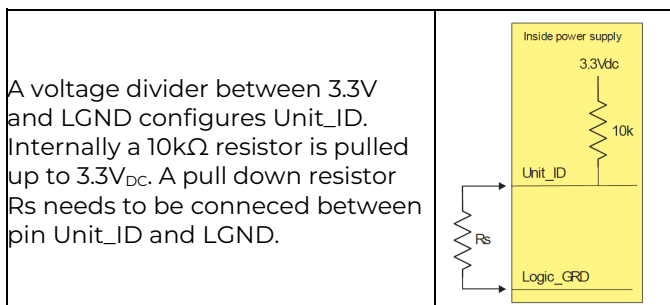 A voltage divider between 3.3V
and LGND configures Unit_ID.
Internally a 10kΩ resistor is pulled
up to 3.3V_DC. A pull down resistor
Rs needs to be conneced between
pin Unit_ID and LGND.
Inside power supply
3.3Vdc
10k
Unit_ID
Rs
Logic_GRD